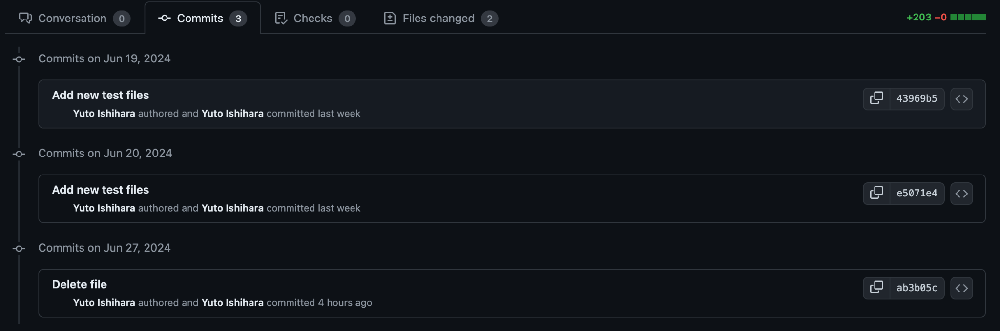 Conversation 0 Commits 3 Checks 0 Files changed 2 +203 −0
Commits on Jun 19, 2024
Add new test files
43969b5
Yuto Ishihara authored and Yuto Ishihara committed last week
Commits on Jun 20, 2024
Add new test files
e5071e4
Yuto Ishihara authored and Yuto Ishihara committed last week
Commits on Jun 27, 2024
Delete file
ab3b05c
Yuto Ishihara authored and Yuto Ishihara committed 4 hours ago